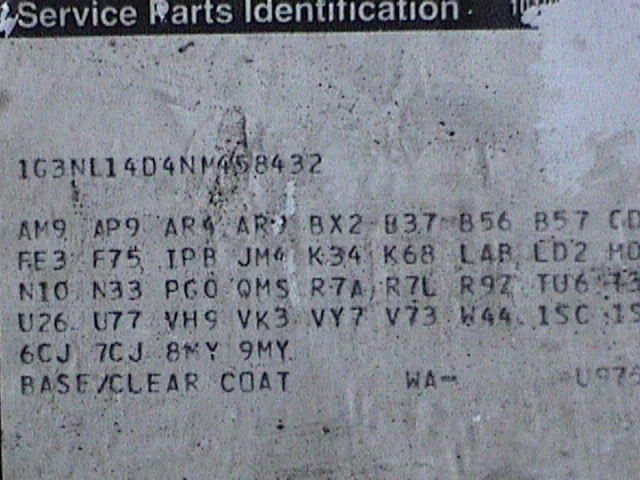 Service Parts Identification
1G3NL14D4NM458432
AM9 AP9 AR4 AR9 BX2 B37 B56 B57
FE3 F75 IPB JM4 K34 K68 LAB LD2
N10 N33 PG0 QMS R7A R7L R9Z TU6
U26 U77 VH9 VK3 VY7 V73 W44 1SC
6CJ 7CJ 8MY 9MY
BASE/CLEAR COAT WA-